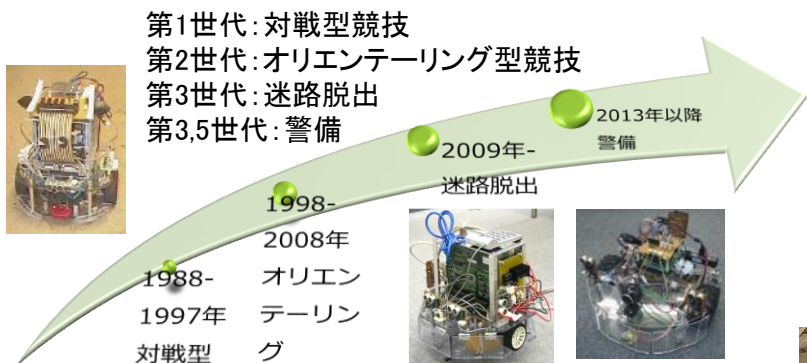 第1世代：対戦型競技
第2世代：オリエンテーリング型競技
第3世代：迷路脱出
第3,5世代：警備
1988-
1997年
対戦型
1998-
2008年
オリエン
テーリン
グ
2009年-
迷路脱出
2013年以降
警備